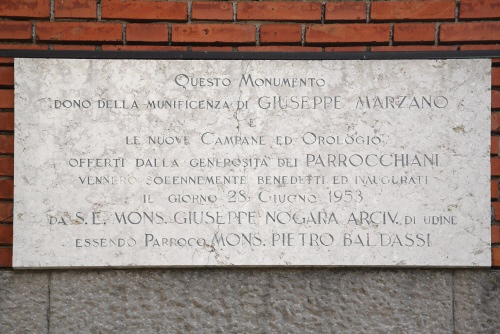 QUESTO MONUMENTO
DONO DELLA MUNIFICENZA DI GIUSEPPE MARZANO
E
LE NUOVE CAMPANE ED OROLOGIO
OFFERTI DALLA GENEROSITÀ DEI PARROCCHIANI
VENNERO SOLENNEMENTE BENEDETTI ED INAUGURATI
IL GIORNO 28 GIUGNO 1953
DA S. E. MONS. GIUSEPPE NOGARA ARCIV. DI UDINE
ESSENDO PARROCO MONS. PIETRO BALDASSI